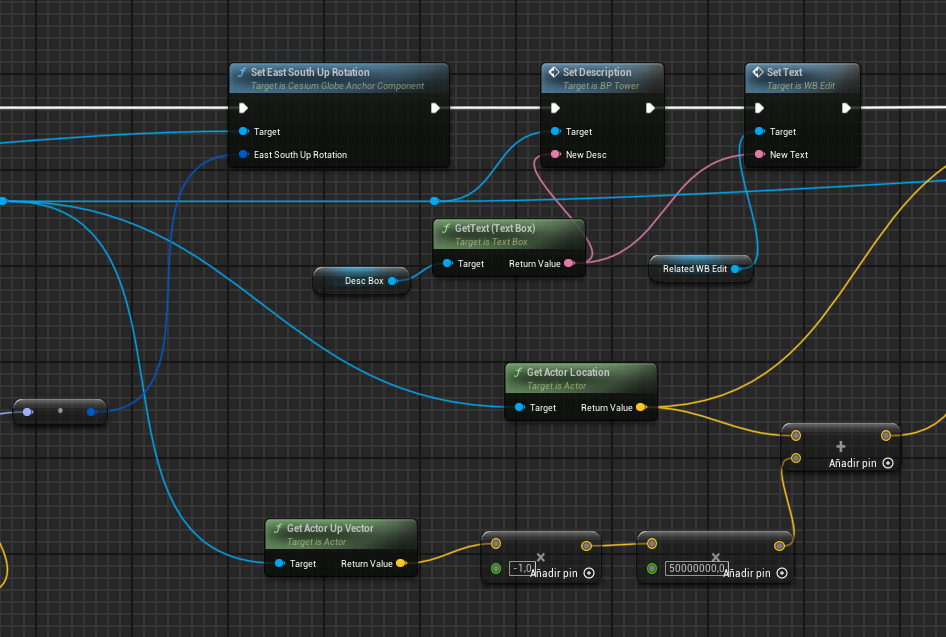 Set East South Up Rotation
Target is Cesium Globe Anchor Component
Target
East South Up Rotation
Set Description
Target is BP Tower
Target
New Desc
Set Text
Target is WB Edit
Target
New Text
GetText (Text Box)
Target is Text Box
Target Return Value
Desc Box
Related WB Edit
Get Actor Location
Target is Actor
Target Return Value
+
Añadir pin
Get Actor Up Vector
Target is Actor
Target Return Value
-1,0
Añadir pin
50000000,0
Añadir pin